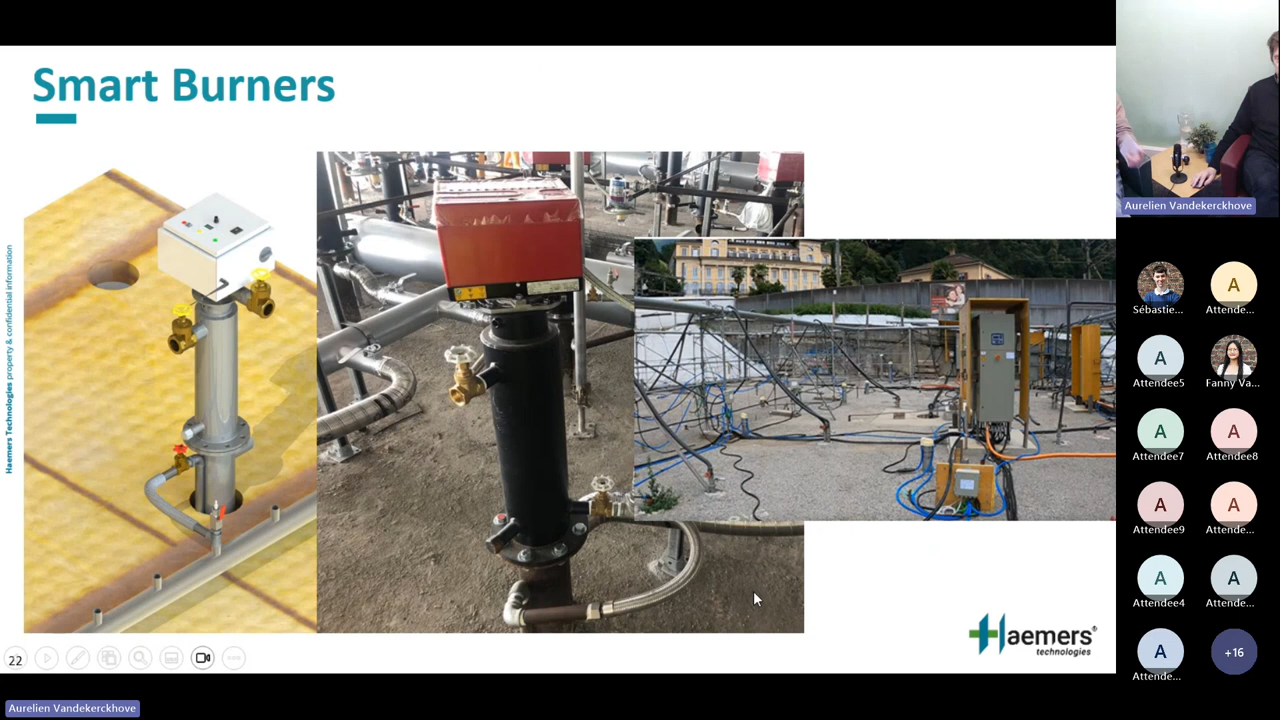 Smart Burners
Haemers Technologies property & confidential information
aemers®
technologies
22
Aurelien Vandekerckhove
Aurelien Vandekerckhove
Sébastie...
A
Attende...
A
Attendee5
Fanny Va...
A
Attendee7
A
Attendee8
A
Attendee9
A
Attende...
A
Attendee4
A
Attende...
A
Attende...
+16